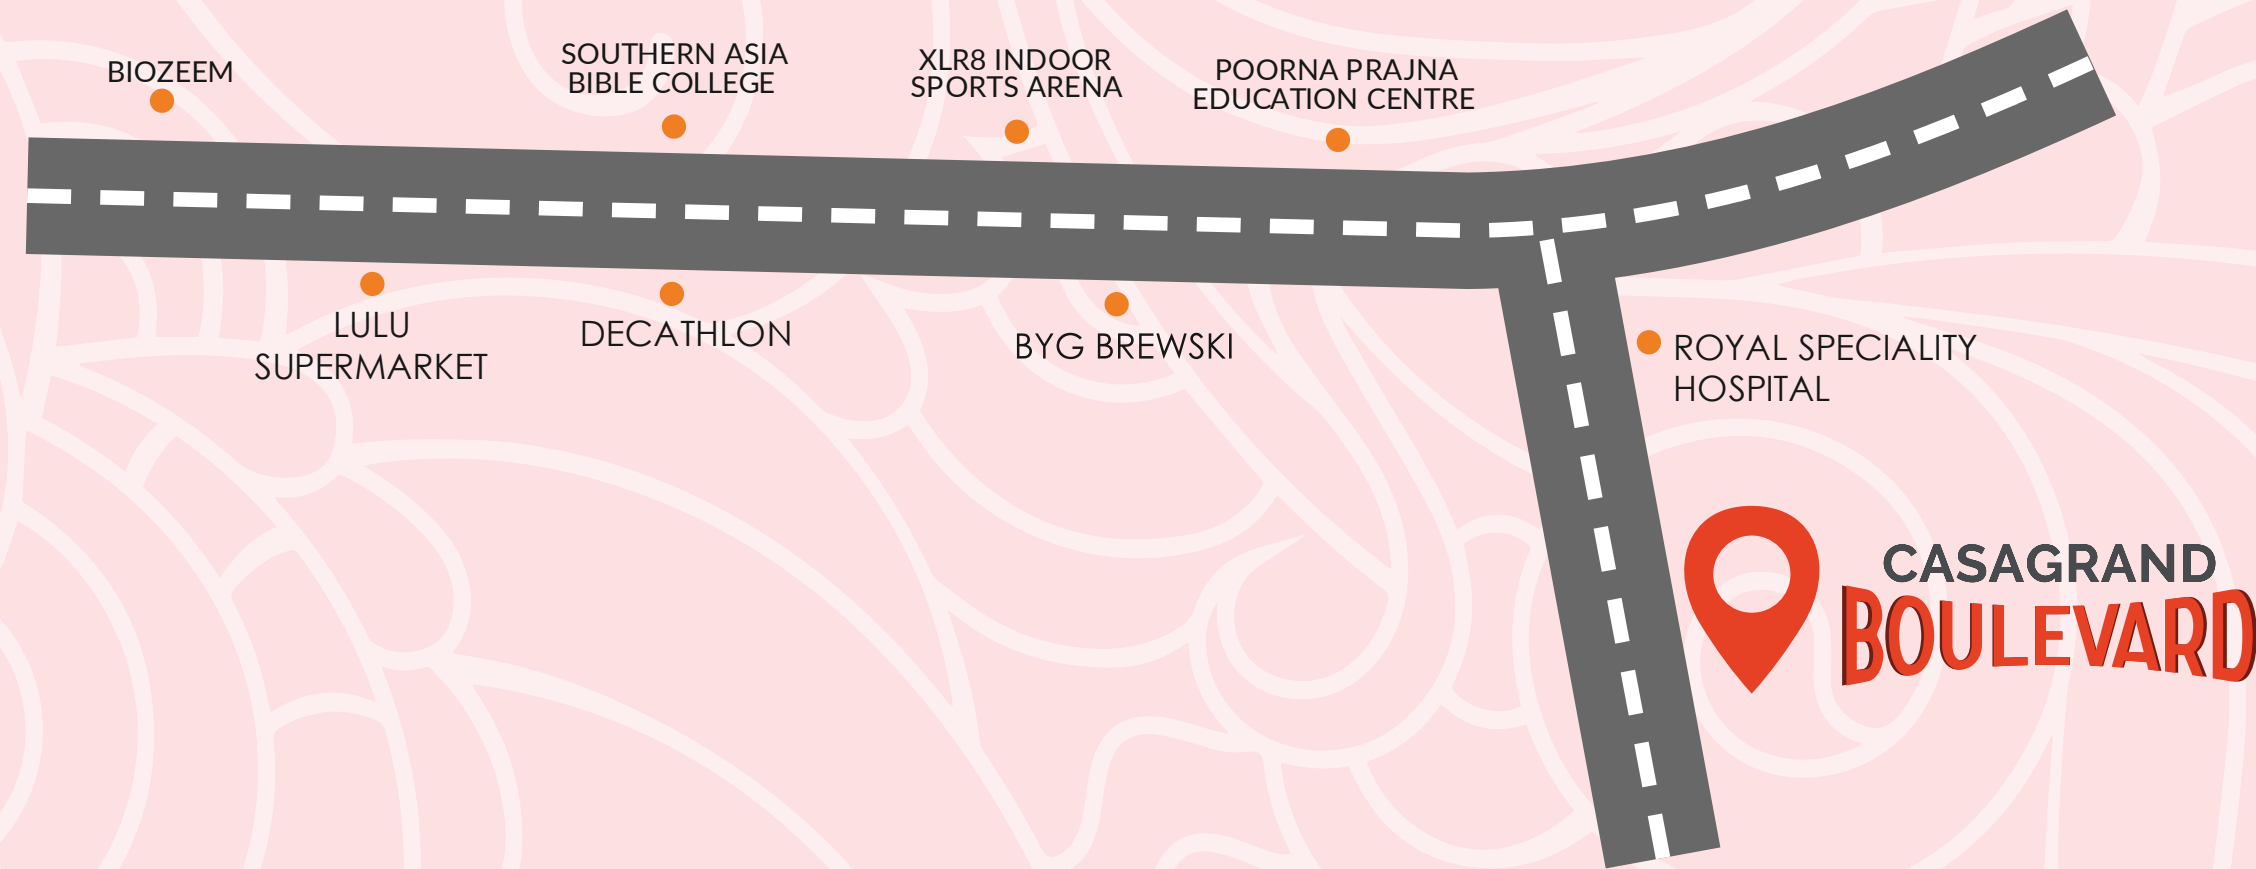 BIOZEEM
SOUTHERN ASIA
BIBLE COLLEGE
XLR8 INDOOR
SPORTS ARENA
POORNA PRAJNA
EDUCATION CENTRE
LULU
SUPERMARKET
DECATHLON
BYG BREWSKI
ROYAL SPECIALITY
HOSPITAL
CASAGRAND
BOULEVARD